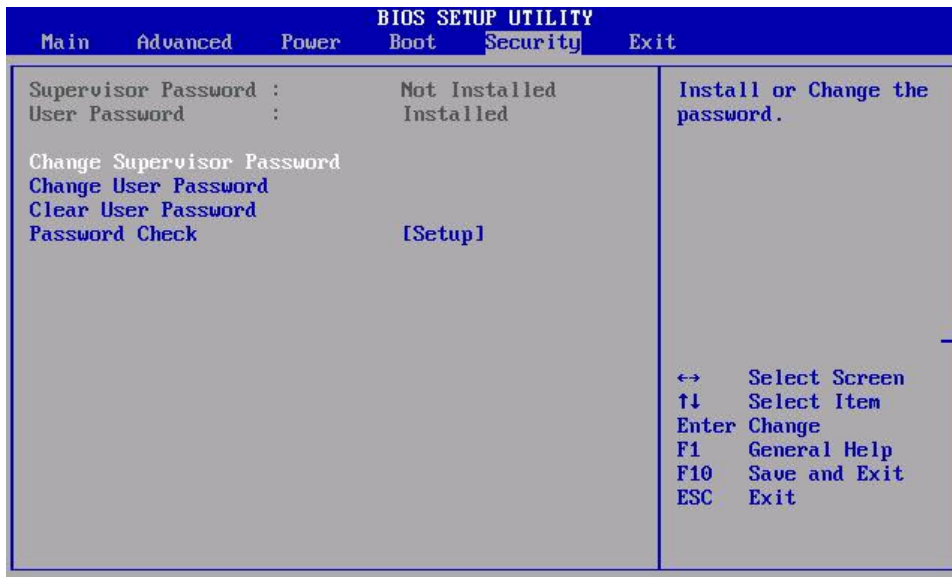 BIOS SETUP UTILITY
Main Advanced Power Boot Security Exit
Supervisor Password : Not Installed
User Password : Installed
Change Supervisor Password
Change User Password
Clear User Password
Password Check [Setup]
Install or Change the
password.
←→ Select Screen
↑↓ Select Item
Enter Change
F1 General Help
F10 Save and Exit
ESC Exit